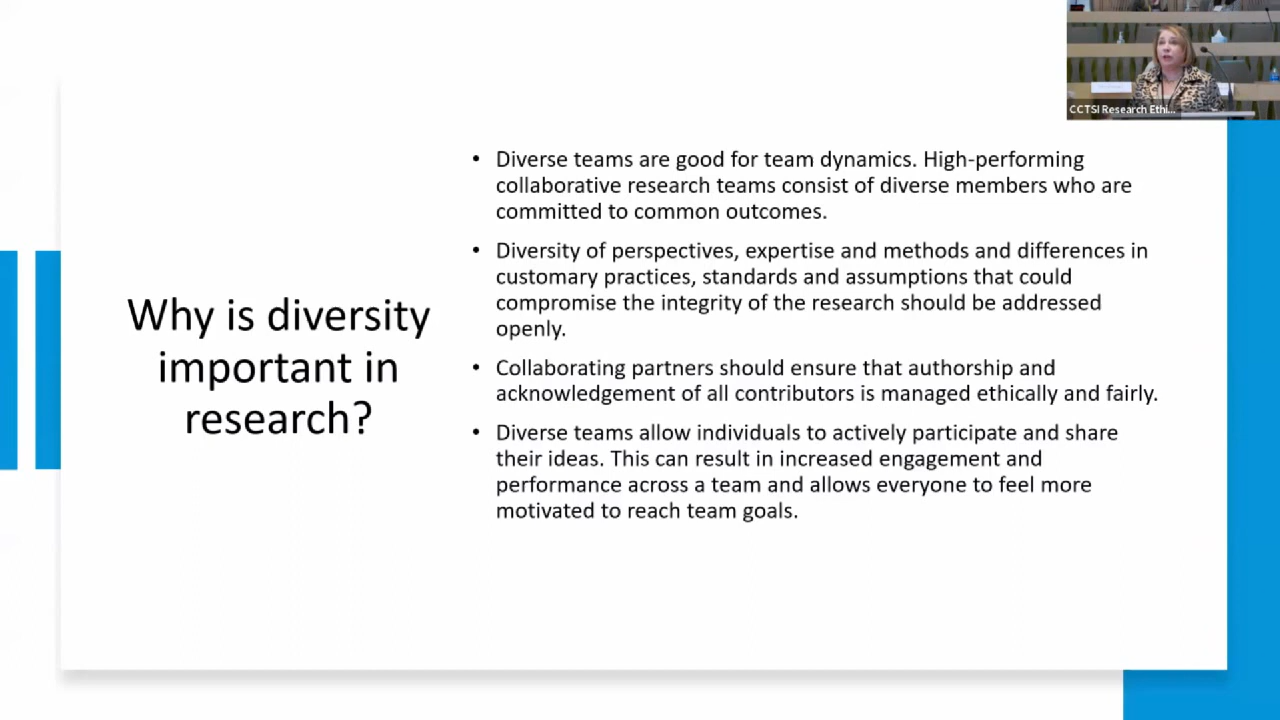 CCTSI Research Ethi...
Why is diversity
important in
research?
• Diverse teams are good for team dynamics. High-performing
collaborative research teams consist of diverse members who are
committed to common outcomes.
• Diversity of perspectives, expertise and methods and differences in
customary practices, standards and assumptions that could
compromise the integrity of the research should be addressed
openly.
• Collaborating partners should ensure that authorship and
acknowledgement of all contributors is managed ethically and fairly.
• Diverse teams allow individuals to actively participate and share
their ideas. This can result in increased engagement and
performance across a team and allows everyone to feel more
motivated to reach team goals.